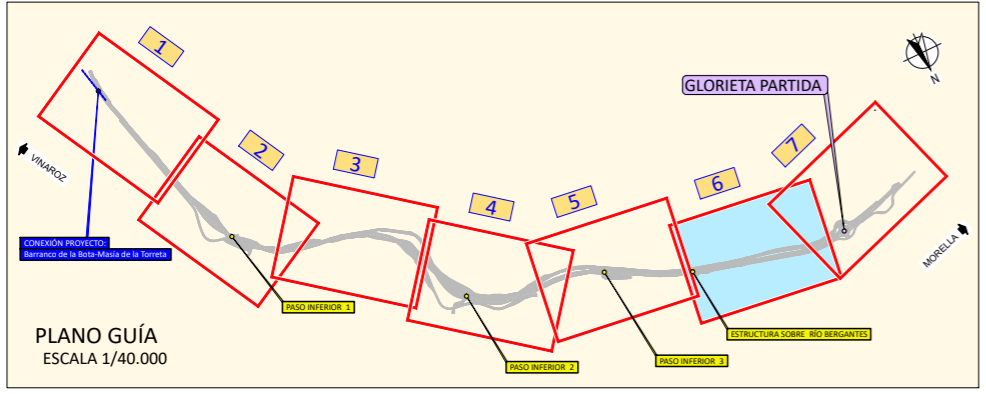 1
2
3
4
5
6
7
N
GLORIETA PARTIDA
VINAROZ
MORELLA
CONEXIÓN PROYECTO:
Barranco de la Bota-Masía de la Torreta
PASO INFERIOR 1
PASO INFERIOR 2
PASO INFERIOR 3
ESTRUCTURA SOBRE RÍO BERGANTES
PLANO GUÍA
ESCALA 1/40.000